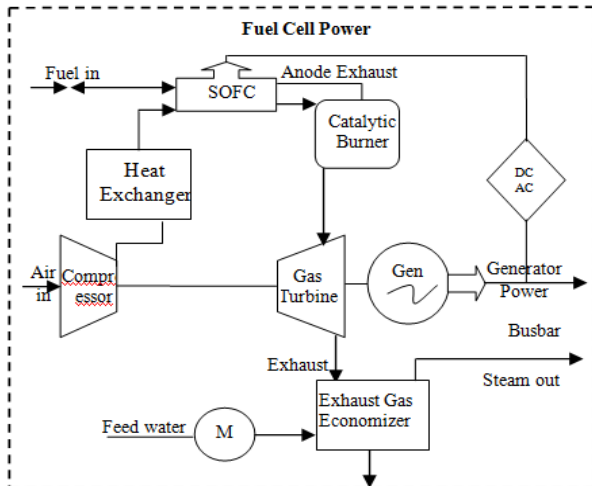 Fuel Cell Power
Fuel in
SOFC
Anode Exhaust
Catalytic
Burner
Heat
Exchanger
DC
AC
Air
in
Compr
essor
Gas
Turbine
Gen
Generator
Power
Busbar
Exhaust
Steam out
Exhaust Gas
Economizer
Feed water
M